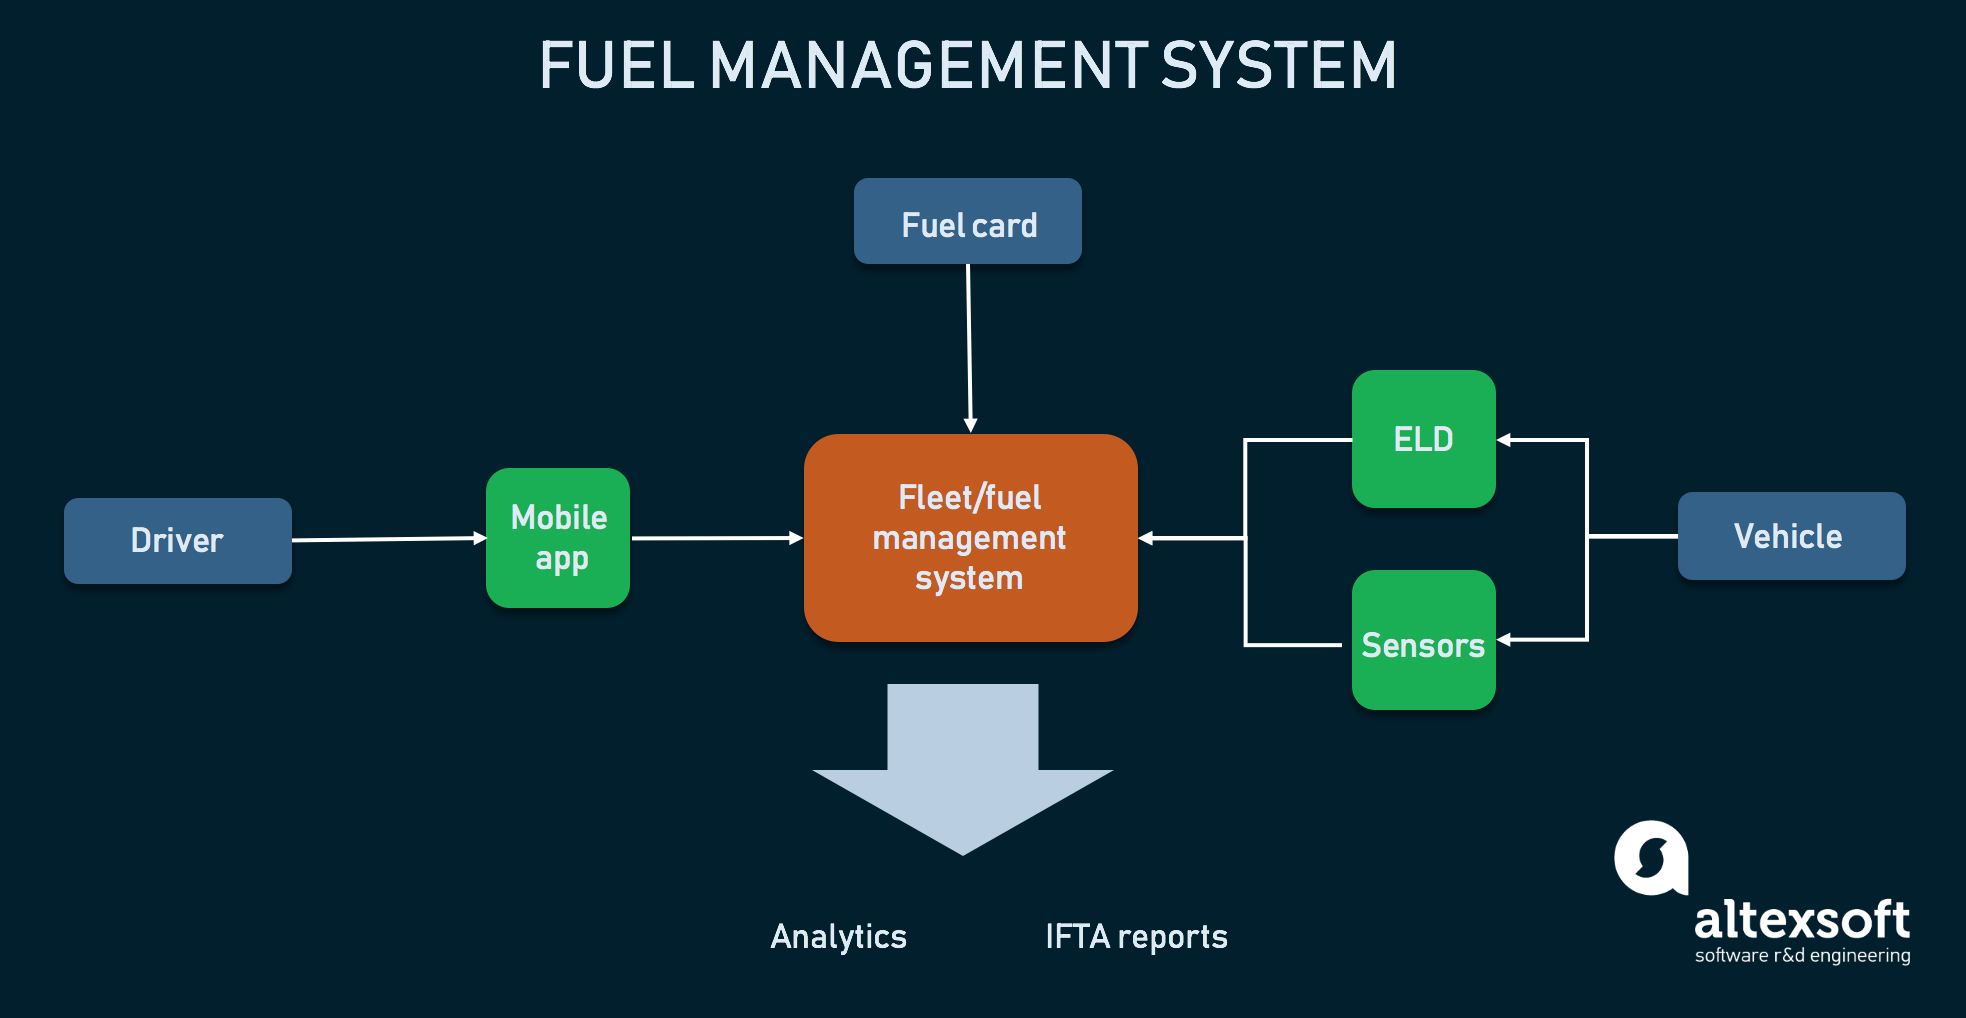 FUEL MANAGEMENT SYSTEM
Fuel card
Driver
Mobile
app
Fleet/fuel
management
system
ELD
Sensors
Vehicle
Analytics
IFTA reports
altexsoft
software r&d engineering